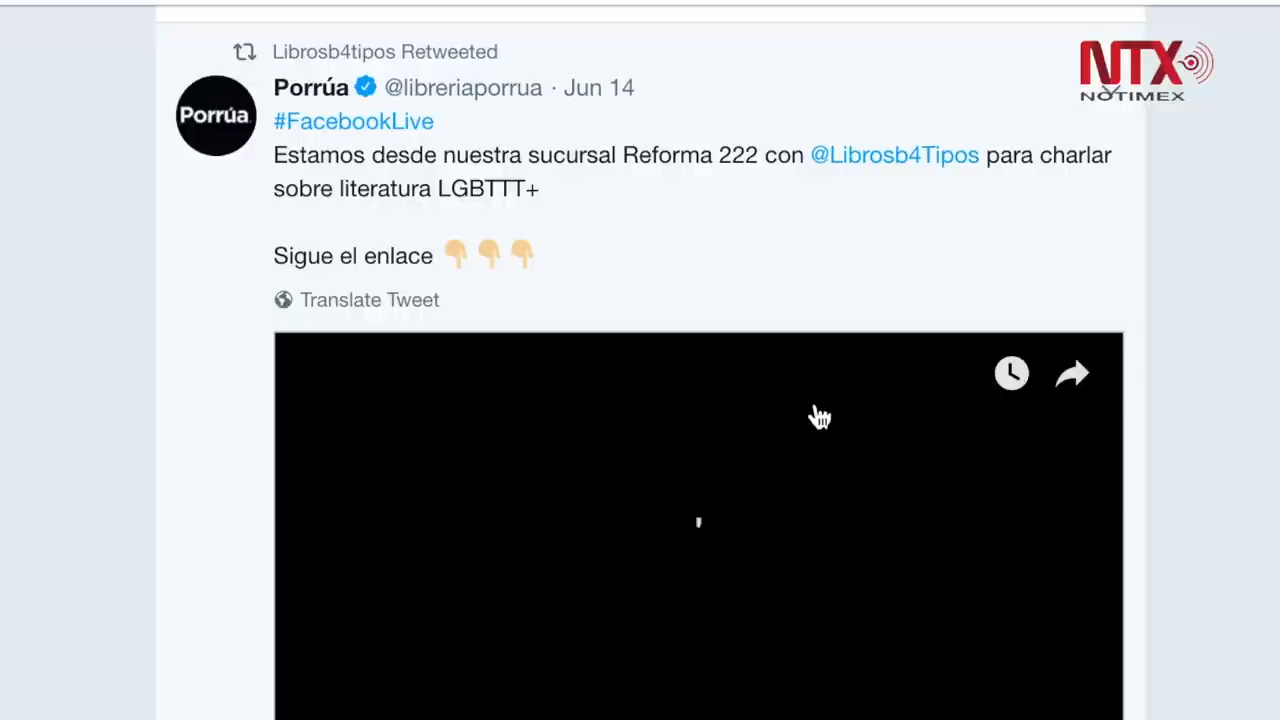 Librosb4tipos Retweeted
NTX
NOTIMEX
Porrúa @libreriaporrua · Jun 14
Porrúa
#FacebookLive
Estamos desde nuestra sucursal Reforma 222 con @Librosb4Tipos para charlar
sobre literatura LGBTTT+
Sigue el enlace 👇🏼👇🏼👇🏼
Translate Tweet